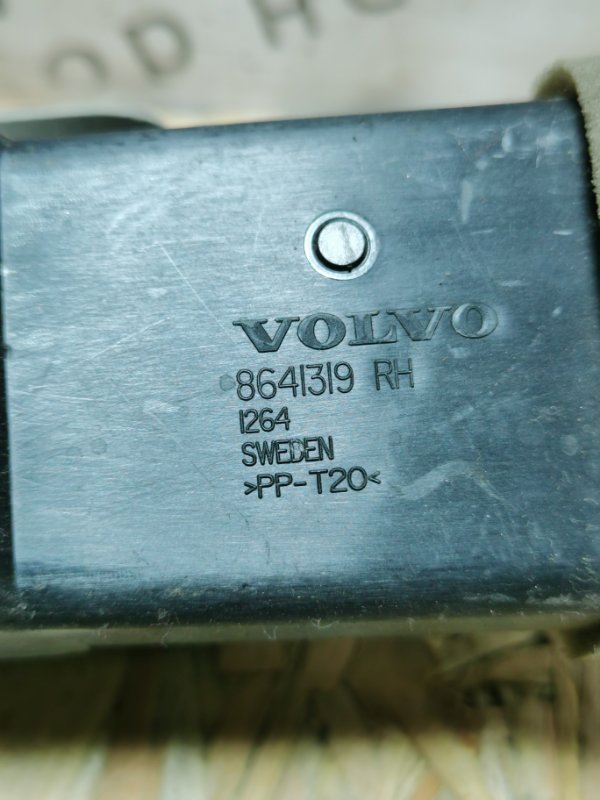 VOLVO
8641319 RH
1264
SWEDEN
>PP-T20<